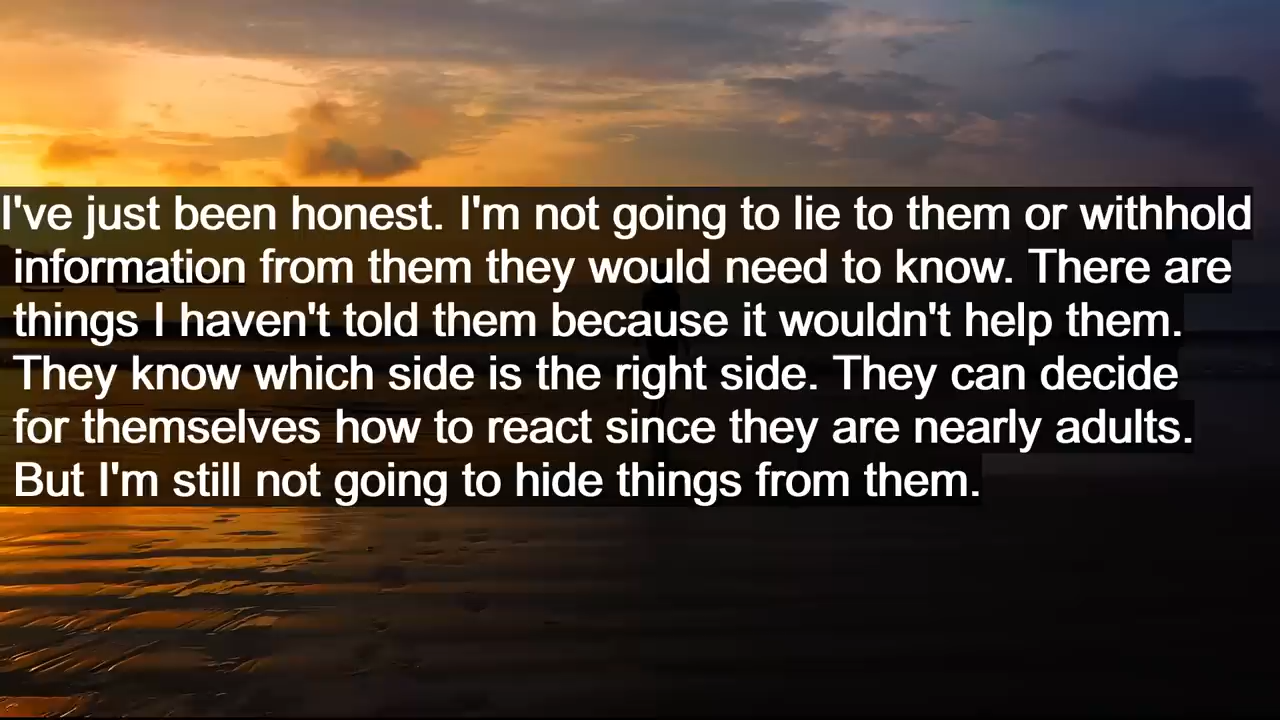 I've just been honest. I'm not going to lie to them or withhold
information from them they would need to know. There are
things I haven't told them because it wouldn't help them.
They know which side is the right side. They can decide
for themselves how to react since they are nearly adults.
But I'm still not going to hide things from them.